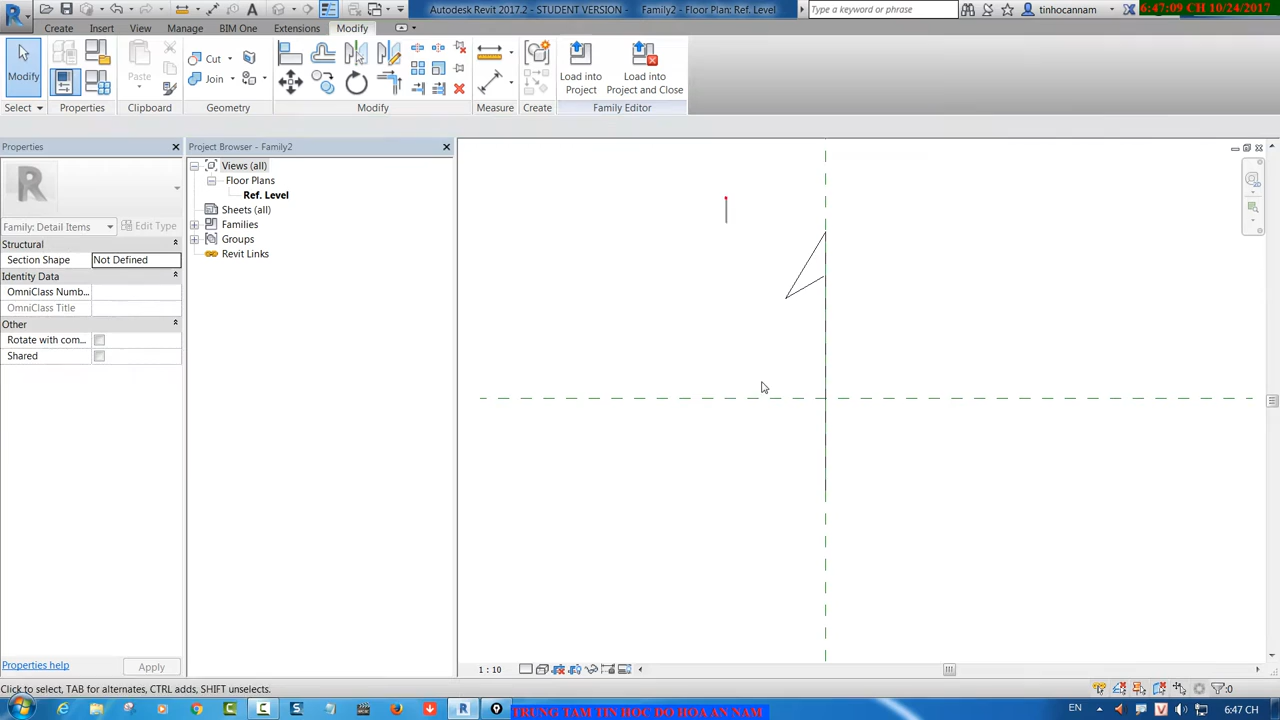 Autodesk Revit 2017.2 - STUDENT VERSION - Family2 - Floor Plan: Ref. Level
Type a keyword or phrase
tinhocannam
6:47:09 CH 10/24/2017
Create
Insert
View
Manage
BIM One
Extensions
Modify
Modify
Paste
Cut
Join
Load into
Project
Load into
Project and Close
Select
Properties
Clipboard
Geometry
Modify
Measure
Create
Family Editor
Properties
Project Browser - Family2
Family: Detail Items
Edit Type
Structural
Section Shape
Not Defined
Identity Data
OmniClass Numb...
OmniClass Title
Other
Rotate with com...
Shared
Views (all)
Floor Plans
Ref. Level
Sheets (all)
Families
Groups
Revit Links
Properties help
Apply
1 : 10
Click to select, TAB for alternates, CTRL adds, SHIFT unselects.
:0
TRUNG TAM TIN HOC DO HOA AN NAM
EN
6:47 CH